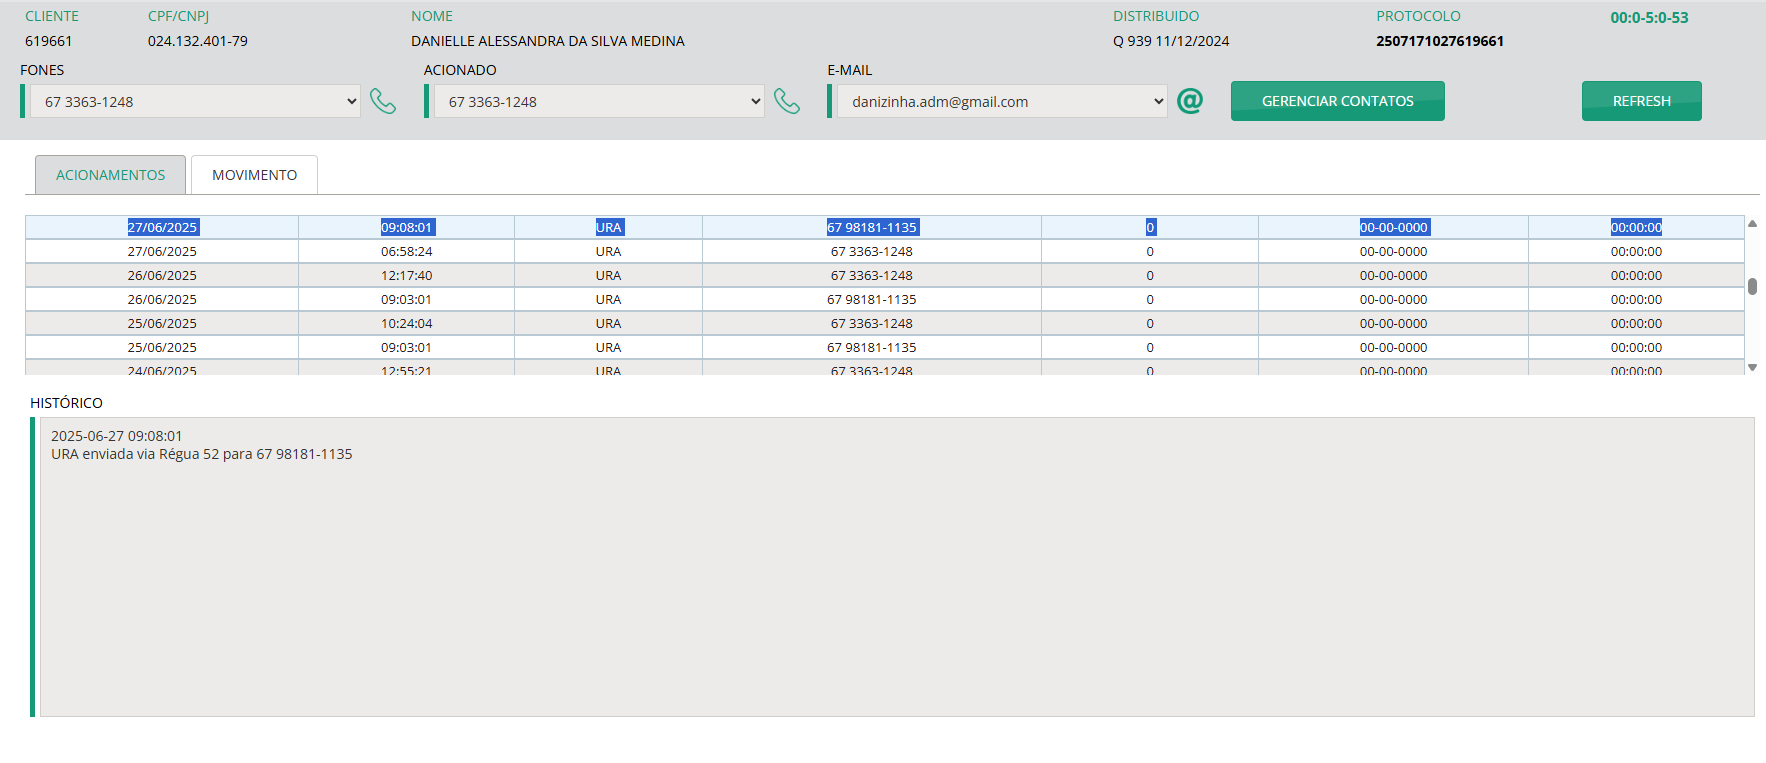 CLIENTE CPF/CNPJ NOME DISTRIBUIDO PROTOCOLO 00:0-5:0-53
619661 024.132.401-79 DANIELLE ALESSANDRA DA SILVA MEDINA Q 939 11/12/2024 2507171027619661
FONES ACIONADO E-MAIL
67 3363-1248 67 3363-1248 danizinha.adm@gmail.com GERENCIAR CONTATOS REFRESH
ACIONAMENTOS MOVIMENTO
27/06/2025 09:08:01 URA 67 98181-1135 0 00-00-0000 00:00:00
27/06/2025 06:58:24 URA 67 3363-1248 0 00-00-0000 00:00:00
26/06/2025 12:17:40 URA 67 3363-1248 0 00-00-0000 00:00:00
26/06/2025 09:03:01 URA 67 98181-1135 0 00-00-0000 00:00:00
25/06/2025 10:24:04 URA 67 3363-1248 0 00-00-0000 00:00:00
25/06/2025 09:03:01 URA 67 98181-1135 0 00-00-0000 00:00:00
24/06/2025 12:55:21 URA 67 3363-1248 0 00-00-0000 00:00:00
HISTÓRICO
2025-06-27 09:08:01
URA enviada via Régua 52 para 67 98181-1135